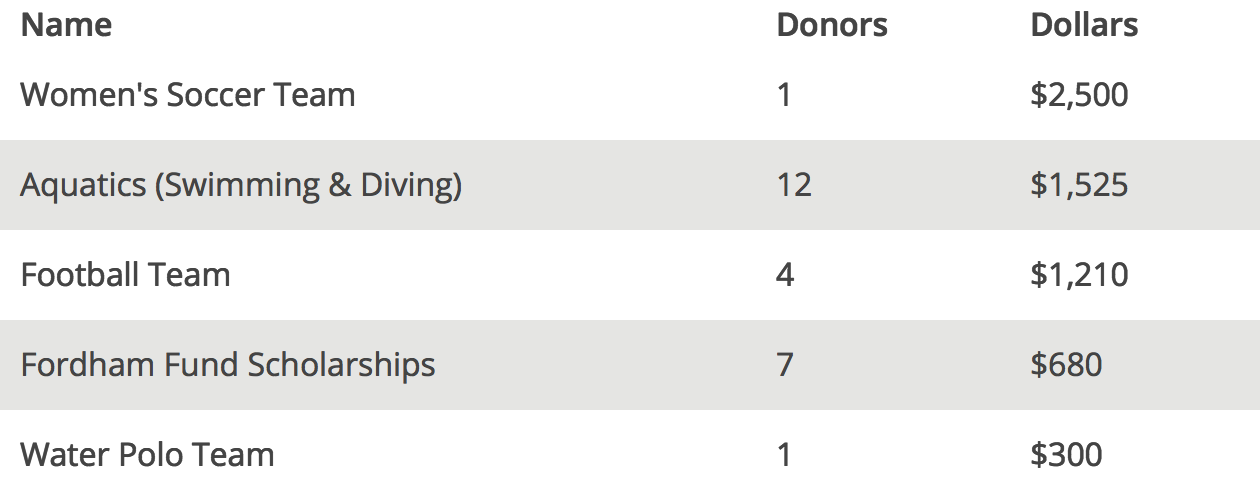 Name Donors Dollars
Women's Soccer Team 1 $2,500
Aquatics (Swimming & Diving) 12 $1,525
Football Team 4 $1,210
Fordham Fund Scholarships 7 $680
Water Polo Team 1 $300